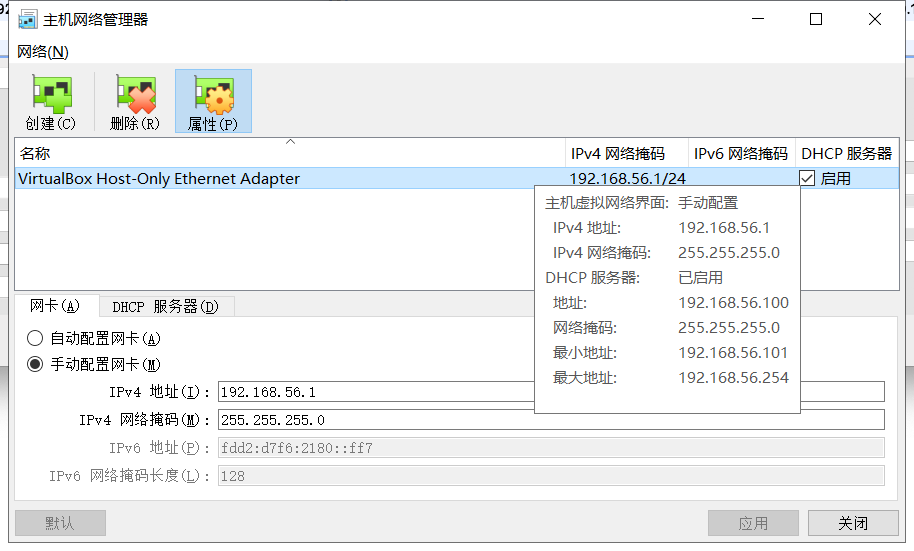 主机网络管理器
网络(N)
创建(C) 删除(R) 属性(P)
名称 IPv4 网络掩码 IPv6 网络掩码 DHCP 服务器
VirtualBox Host-Only Ethernet Adapter 192.168.56.1/24 启用
主机虚拟网络界面: 手动配置
IPv4 地址: 192.168.56.1
IPv4 网络掩码: 255.255.255.0
DHCP 服务器: 已启用
地址: 192.168.56.100
网络掩码: 255.255.255.0
最小地址: 192.168.56.101
最大地址: 192.168.56.254
网卡(A) DHCP 服务器(D)
自动配置网卡(A)
手动配置网卡(M)
IPv4 地址(I): 192.168.56.1
IPv4 网络掩码(M): 255.255.255.0
IPv6 地址(P): fdd2:d7f6:2180::ff7
IPv6 网络掩码长度(L): 128
默认 应用 关闭